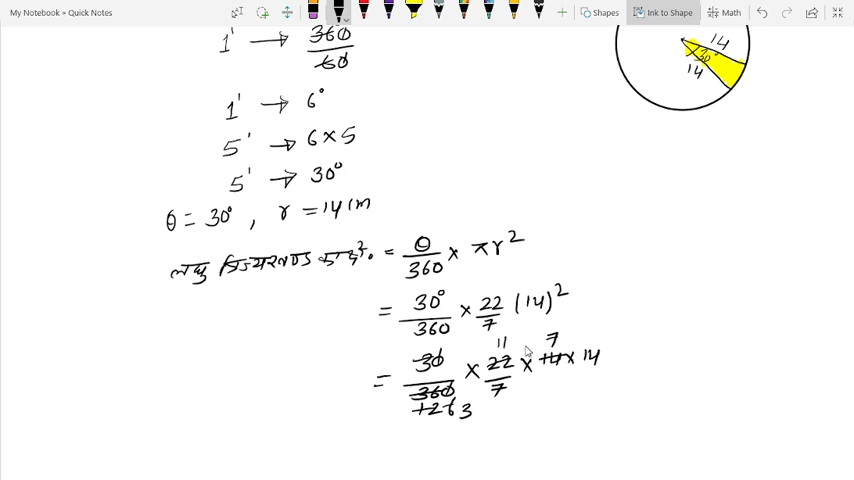 My Notebook » Quick Notes
Shapes
Ink to Shape
Math
1' → 360/60
14
30°
14
1' → 6°
5' → 6×5
5' → 30°
θ = 30°, r = 14 cm
लघु = θ/360 × πr²
= 30°/360 × 22/7 (14)²
11 7
= 30/360 × 22/7 × 14 × 14
12 6 3